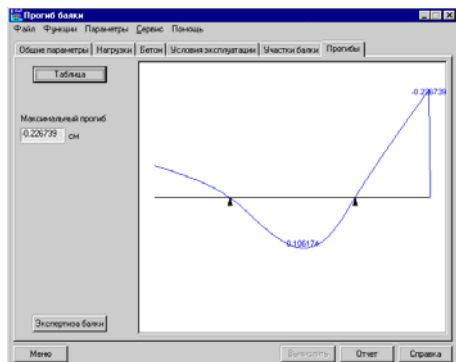 Прогиб балки
Файл Функции Параметры Сервис Помощь
Общие параметры Нагрузки Бетон Условия эксплуатации Участки балки Прогибы
Таблица
-0.226739
Максимальный прогиб
-0.226739 см
0.106174
Экспертиза балки
Меню Вычислить Отчет Справка